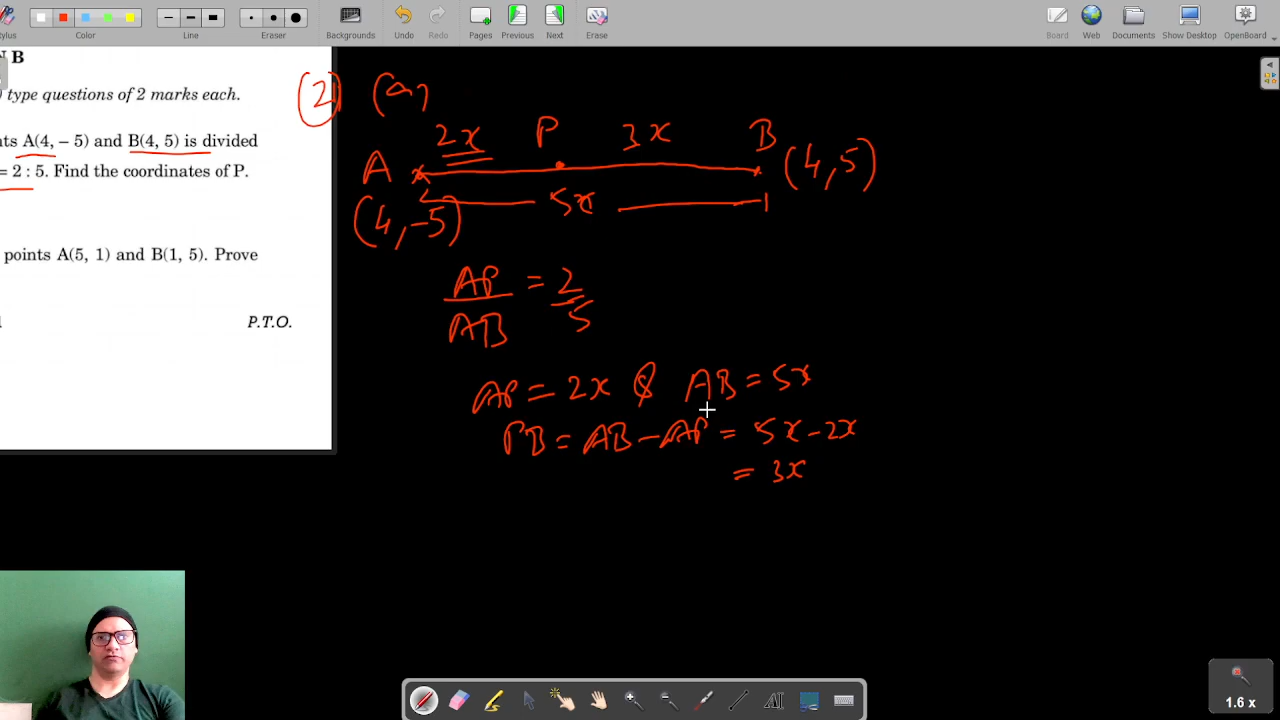 Stylus
Color
Line
Eraser
Backgrounds
Undo
Redo
Pages
Previous
Next
Erase
Board
Web
Documents
Show Desktop
OpenBoard
N B
) type questions of 2 marks each.
nts A(4, – 5) and B(4, 5) is divided
= 2 : 5. Find the coordinates of P.
points A(5, 1) and B(1, 5). Prove
P.T.O.
(2) (a)
2x P 3x B
A (4, 5)
5x
(4, -5)
AP/AB = 2/5
AP = 2x & AB = 5x
PB = AB - AP = 5x - 2x
= 3x
1.6 x